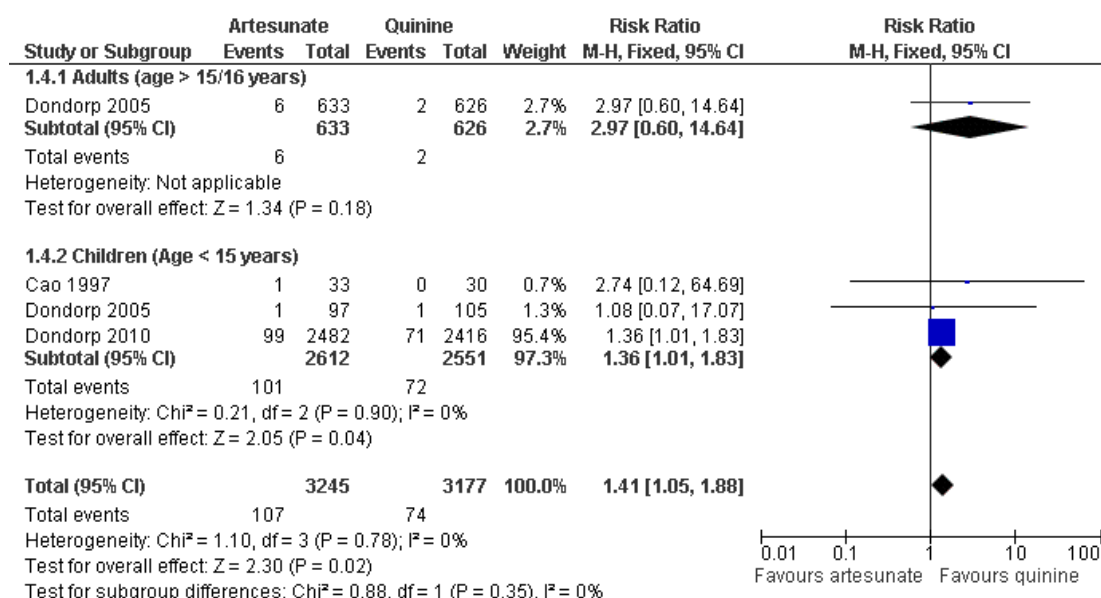 Artesunate Quinine Risk Ratio Risk Ratio
Study or Subgroup Events Total Events Total Weight M-H, Fixed, 95% CI M-H, Fixed, 95% CI
1.4.1 Adults (age > 15/16 years)
Dondorp 2005 6 633 2 626 2.7% 2.97 [0.60, 14.64]
Subtotal (95% CI) 633 626 2.7% 2.97 [0.60, 14.64]
Total events 6 2
Heterogeneity: Not applicable
Test for overall effect: Z = 1.34 (P = 0.18)
1.4.2 Children (Age < 15 years)
Cao 1997 1 33 0 30 0.7% 2.74 [0.12, 64.69]
Dondorp 2005 1 97 1 105 1.3% 1.08 [0.07, 17.07]
Dondorp 2010 99 2482 71 2416 95.4% 1.36 [1.01, 1.83]
Subtotal (95% CI) 2612 2551 97.3% 1.36 [1.01, 1.83]
Total events 101 72
Heterogeneity: Chi² = 0.21, df = 2 (P = 0.90); I² = 0%
Test for overall effect: Z = 2.05 (P = 0.04)
Total (95% CI) 3245 3177 100.0% 1.41 [1.05, 1.88]
Total events 107 74
Heterogeneity: Chi² = 1.10, df = 3 (P = 0.78); I² = 0%
Test for overall effect: Z = 2.30 (P = 0.02)
Test for subgroup differences: Chi² = 0.88, df = 1 (P = 0.35), I² = 0%
0.01 0.1 1 10 100
Favours artesunate Favours quinine